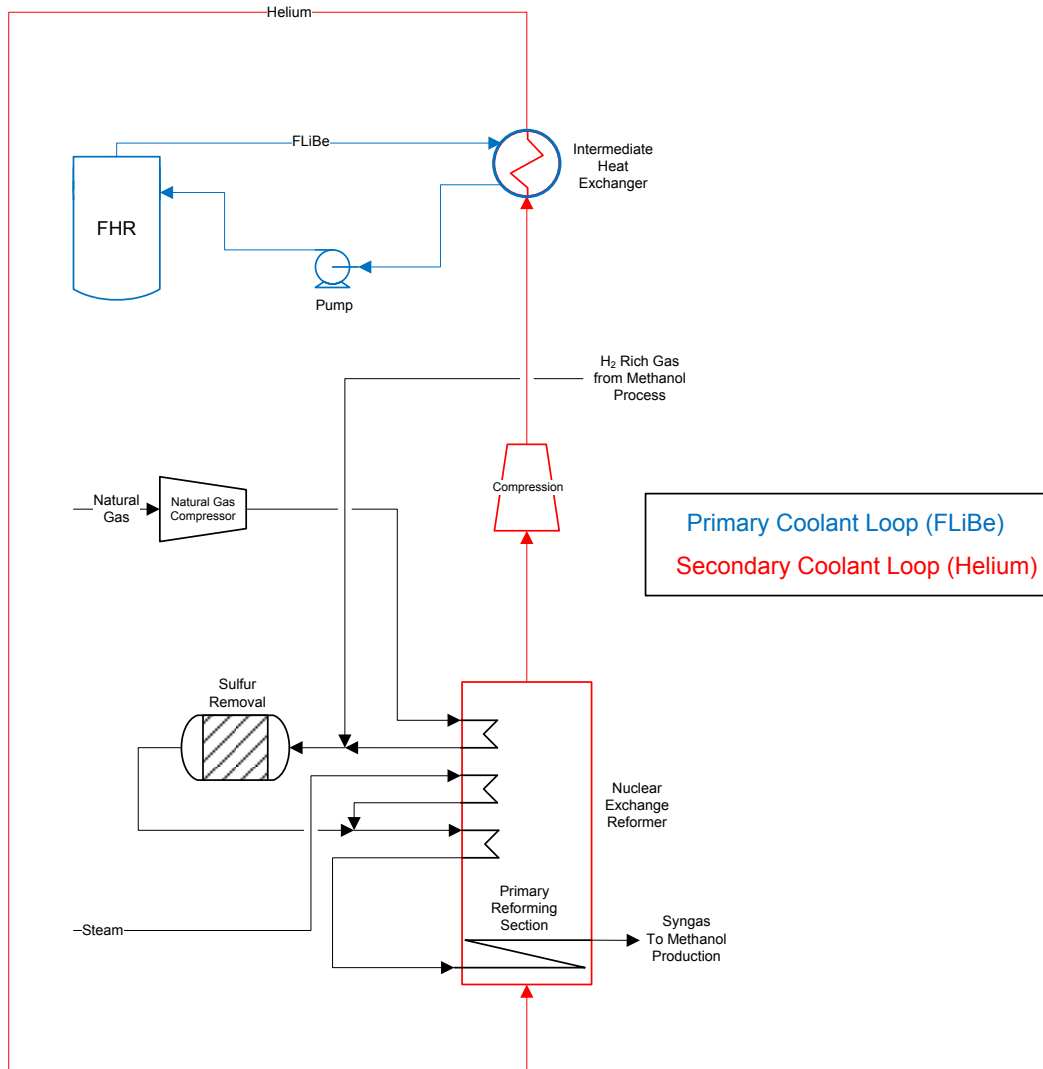 Helium
FLiBe
Intermediate
Heat
Exchanger
FHR
Pump
H₂ Rich Gas
from Methanol
Process
Compression
Natural
Gas
Natural Gas
Compressor
Primary Coolant Loop (FLiBe)
Secondary Coolant Loop (Helium)
Sulfur
Removal
Nuclear
Exchange
Reformer
Primary
Reforming
Section
Steam
Syngas
To Methanol
Production